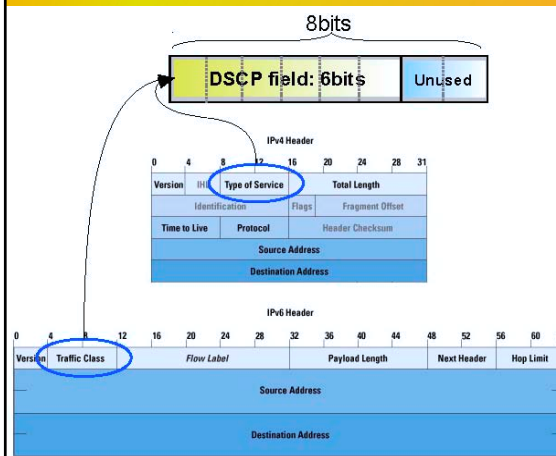 8bits
DSCP field: 6bits Unused
IPv4 Header
0 4 8 12 16 20 24 28 31
Version IHL Type of Service Total Length
Identification Flags Fragment Offset
Time to Live Protocol Header Checksum
Source Address
Destination Address
IPv6 Header
0 4 8 12 16 20 24 28 32 36 40 44 48 52 56 60
Version Traffic Class Flow Label Payload Length Next Header Hop Limit
Source Address
Destination Address